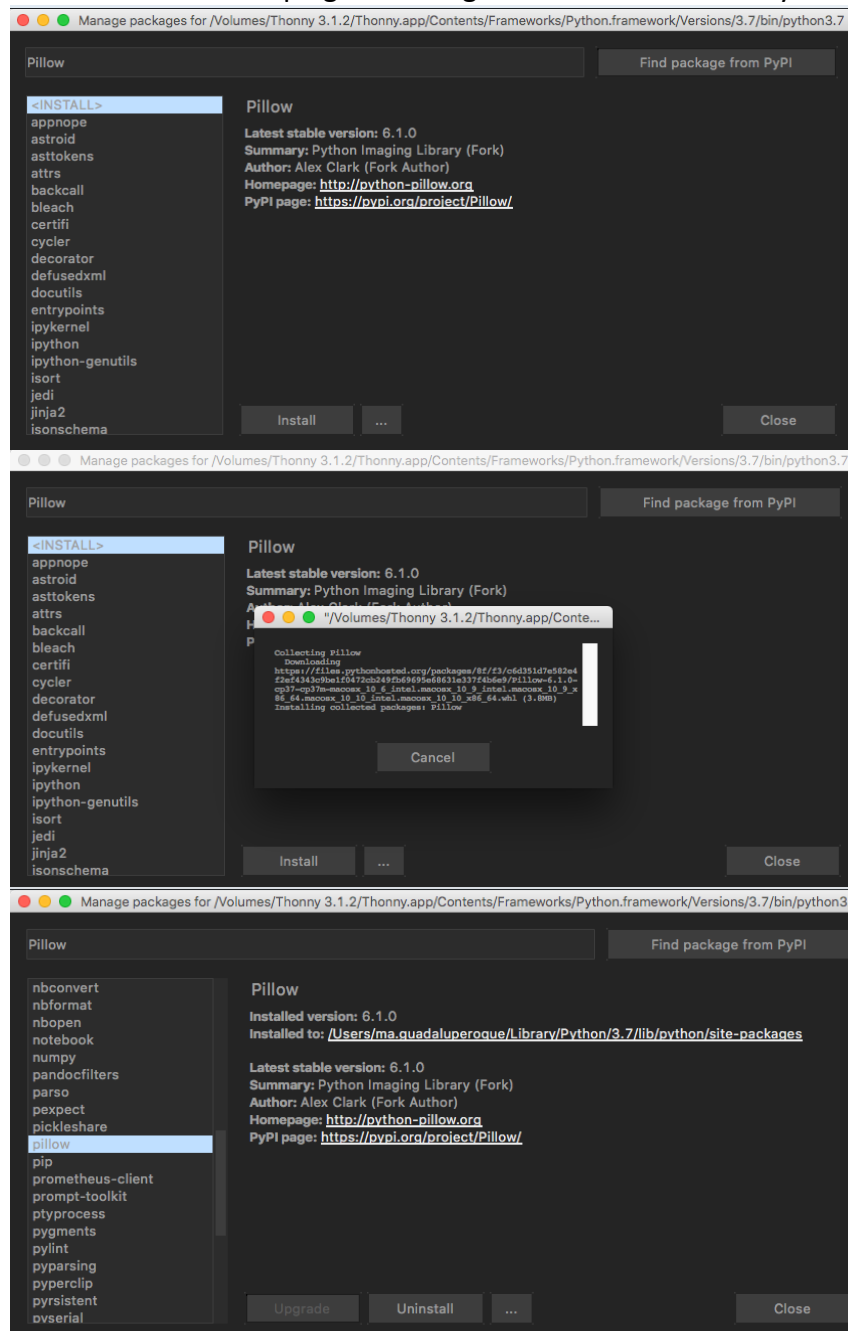 Manage packages for /Volumes/Thonny 3.1.2/Thonny.app/Contents/Frameworks/Python.framework/Versions/3.7/bin/python3.7
Pillow
Find package from PyPI
<INSTALL>
appnope
astroid
asttokens
attrs
backcall
bleach
certifi
cycler
decorator
defusedxml
docutils
entrypoints
ipykernel
ipython
ipython-genutils
isort
jedi
jinja2
jsonschema
Pillow
Latest stable version: 6.1.0
Summary: Python Imaging Library (Fork)
Author: Alex Clark (Fork Author)
Homepage: http://python-pillow.org
PyPI page: https://pypi.org/project/Pillow/
Install
...
Close
Manage packages for /Volumes/Thonny 3.1.2/Thonny.app/Contents/Frameworks/Python.framework/Versions/3.7/bin/python3.7
Pillow
Find package from PyPI
<INSTALL>
appnope
astroid
asttokens
attrs
backcall
bleach
certifi
cycler
decorator
defusedxml
docutils
entrypoints
ipykernel
ipython
ipython-genutils
isort
jedi
jinja2
jsonschema
Pillow
Latest stable version: 6.1.0
Summary: Python Imaging Library (Fork)
"/Volumes/Thonny 3.1.2/Thonny.app/Conte...
Collecting Pillow
Downloading
https://files.pythonhosted.org/packages/8f/f3/c6d351d7e582e4
f2ef4343c9be1f0472cb249fb69695e68631e337f4b6e9/Pillow-6.1.0-
cp37-cp37m-macosx_10_6_intel.macosx_10_9_intel.macosx_10_9_x
86_64.macosx_10_10_intel.macosx_10_10_x86_64.whl (3.8MB)
Installing collected packages: Pillow
Cancel
Install
...
Close
Manage packages for /Volumes/Thonny 3.1.2/Thonny.app/Contents/Frameworks/Python.framework/Versions/3.7/bin/python3
Pillow
Find package from PyPI
nbconvert
nbformat
nbopen
notebook
numpy
pandocfilters
parso
pexpect
pickleshare
pillow
pip
prometheus-client
prompt-toolkit
ptyprocess
pygments
pylint
pyparsing
pyperclip
pyrsistent
pyserial
Pillow
Installed version: 6.1.0
Installed to: /Users/ma.guadaluperoque/Library/Python/3.7/lib/python/site-packages
Latest stable version: 6.1.0
Summary: Python Imaging Library (Fork)
Author: Alex Clark (Fork Author)
Homepage: http://python-pillow.org
PyPI page: https://pypi.org/project/Pillow/
Upgrade
Uninstall
...
Close